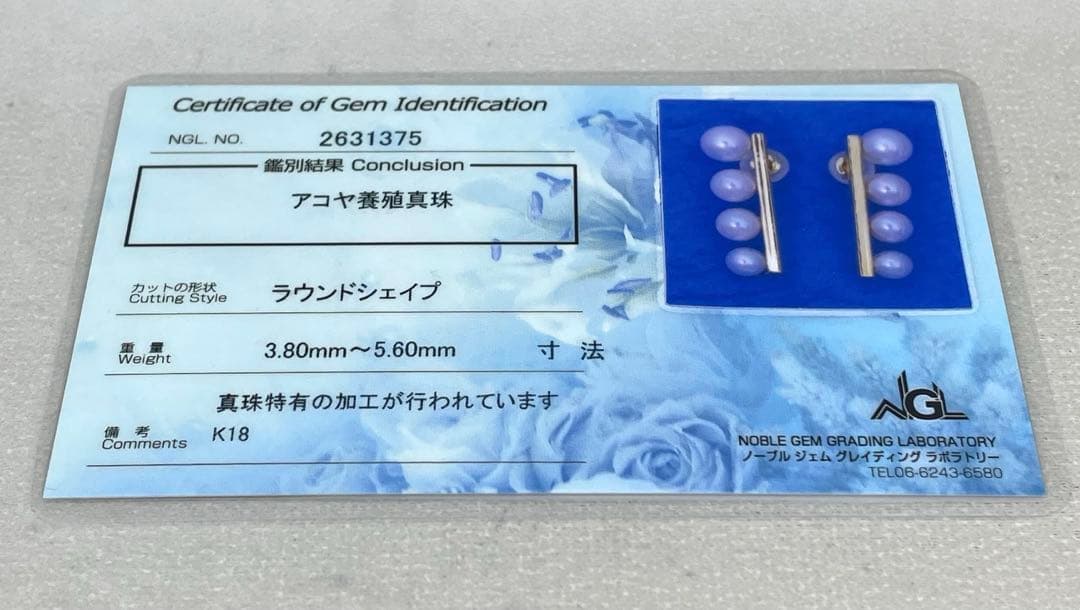 Certificate of Gem Identification
NGL. NO. 2631375
鑑別結果 Conclusion
アコヤ養殖真珠
カットの形状
Cutting Style ラウンドシェイプ
重量
Weight 3.80mm～5.60mm 寸 法
真珠特有の加工が行われています
備考
Comments K18
NGL
NOBLE GEM GRADING LABORATORY
ノーブル ジェム グレイディング ラボラトリー
TEL06-6243-6580